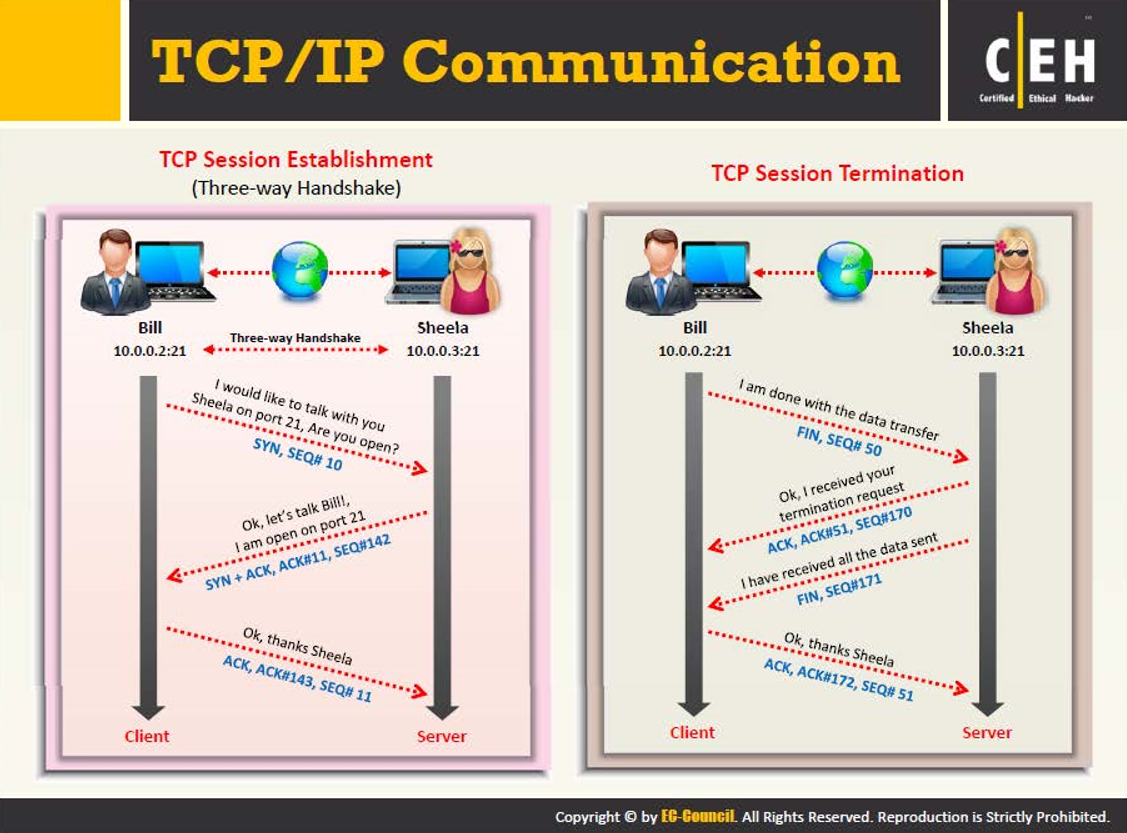 TCP/IP Communication
C|EH
Certified Ethical Hacker
TCP Session Establishment
(Three-way Handshake)
Bill
Sheela
10.0.0.2:21
Three-way Handshake
10.0.0.3:21
I would like to talk with you
Sheela on port 21, Are you open?
SYN, SEQ# 10
Ok, let's talk Bill!,
I am open on port 21
SYN + ACK, ACK#11, SEQ#142
Ok, thanks Sheela
ACK, ACK#143, SEQ# 11
Client
Server
TCP Session Termination
Bill
Sheela
10.0.0.2:21
10.0.0.3:21
I am done with the data transfer
FIN, SEQ# 50
Ok, I received your
termination request
ACK, ACK#51, SEQ#170
I have received all the data sent
FIN, SEQ#171
Ok, thanks Sheela
ACK, ACK#172, SEQ# 51
Client
Server
Copyright © by EC-Council. All Rights Reserved. Reproduction is Strictly Prohibited.